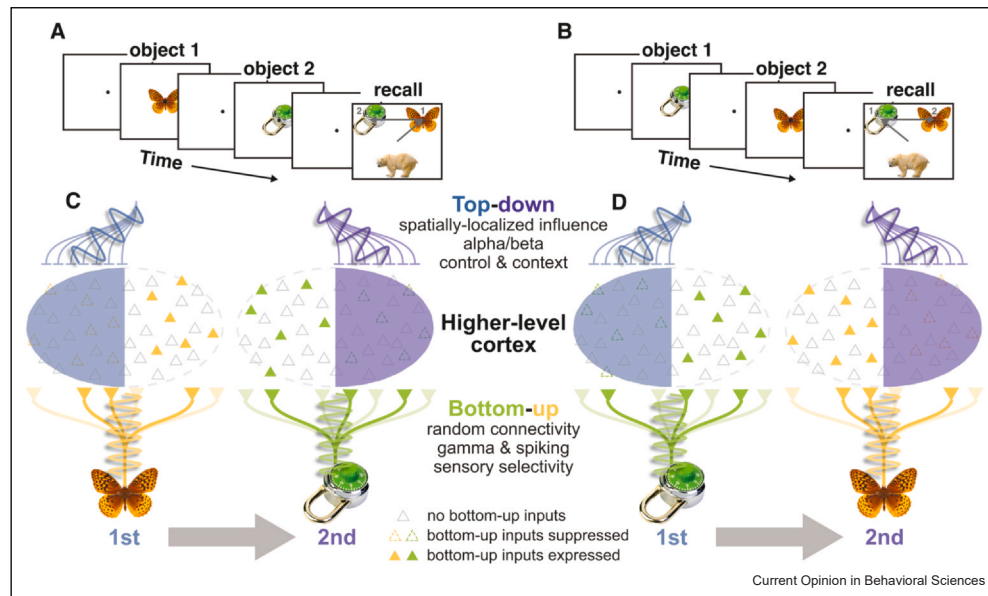 A
object 1
object 2
recall
2
1
Time
B
object 1
object 2
recall
1
2
Time
C
Top-down
spatially-localized influence
alpha/beta
control & context
D
Higher-level
cortex
Bottom-up
random connectivity
gamma & spiking
sensory selectivity
1st
2nd
no bottom-up inputs
bottom-up inputs suppressed
bottom-up inputs expressed
1st
2nd
Current Opinion in Behavioral Sciences